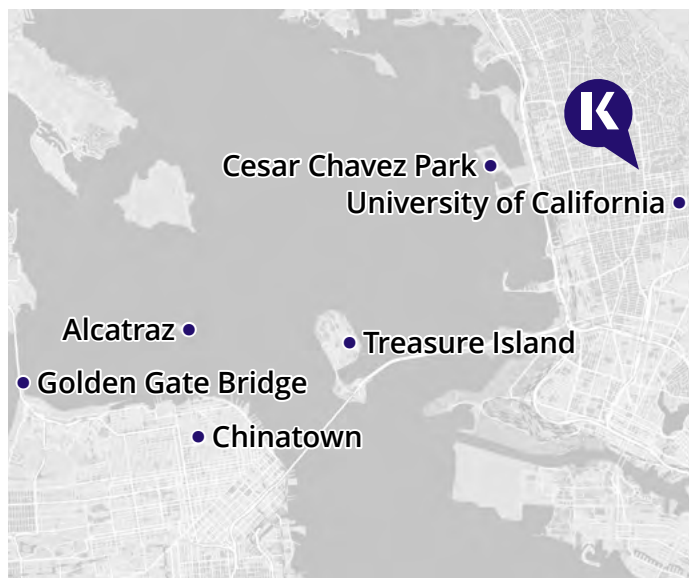 K
Cesar Chavez Park
University of California
Alcatraz
Treasure Island
Golden Gate Bridge
Chinatown